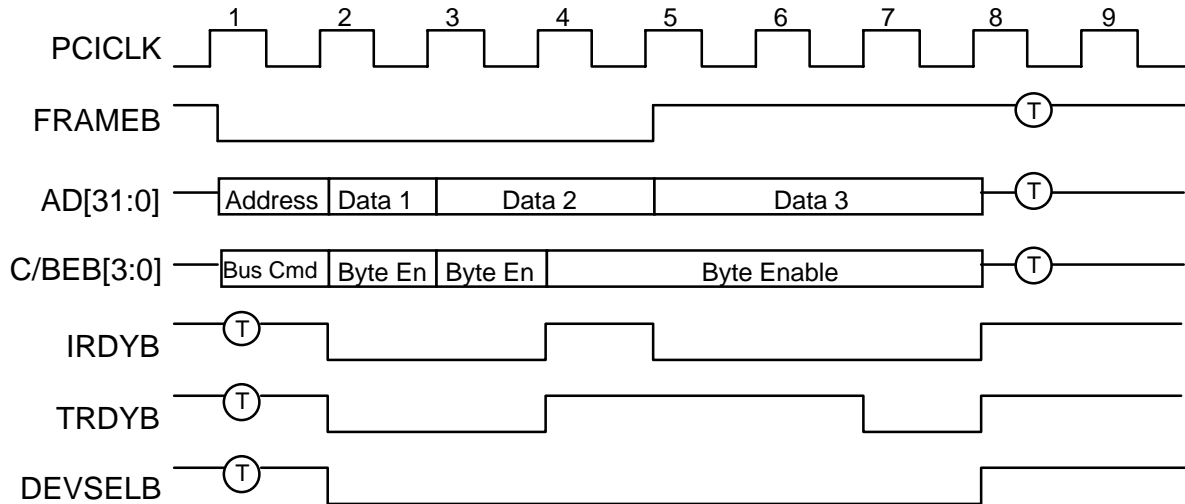 1 2 3 4 5 6 7 8 9
PCICLK
FRAMEB T
AD[31:0] Address Data 1 Data 2 Data 3 T
C/BEB[3:0] Bus Cmd Byte En Byte En Byte Enable T
IRDYB T
TRDYB T
DEVSELB T